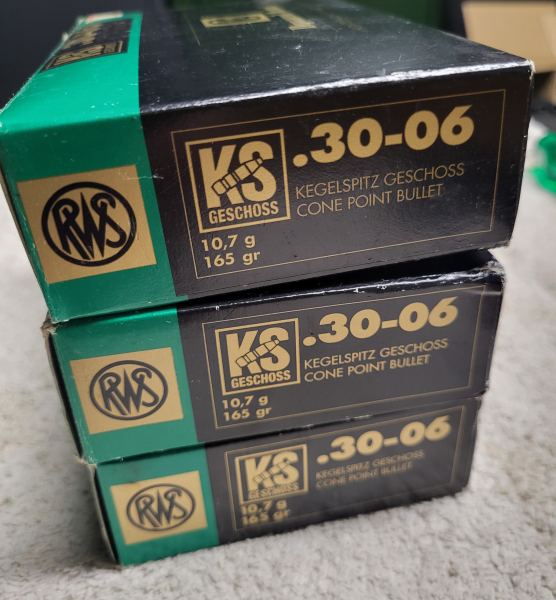 KS
GESCHOSS
RWS
KS
GESCHOSS
.30-06
KEGELSPITZ GESCHOSS
CONE POINT BULLET
10,7 g
165 gr
RWS
KS
GESCHOSS
.30-06
KEGELSPITZ GESCHOSS
CONE POINT BULLET
10,7 g
165 gr
RWS
KS
GESCHOSS
.30-06
KEGELSPITZ GESCHOSS
CONE POINT BULLET
10,7 g
165 gr